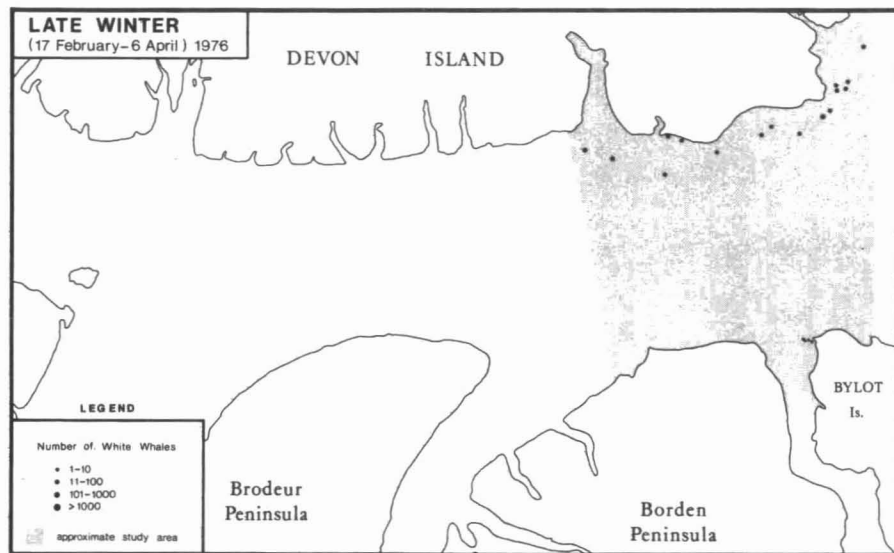 LATE WINTER
(17 February–6 April) 1976
DEVON ISLAND
BYLOT
Is.
Brodeur
Peninsula
Borden
Peninsula
LEGEND
Number of. White Whales
• 1–10
• 11–100
• 101–1000
• >1000
approximate study area